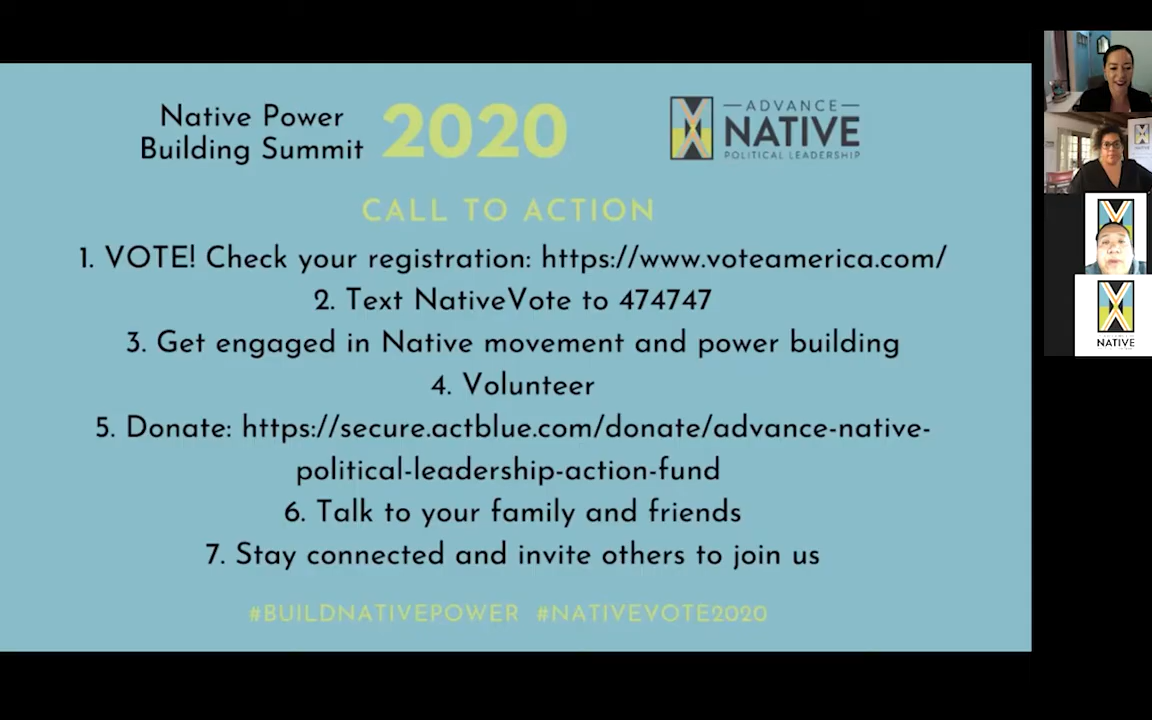 Native Power
Building Summit
2020
ADVANCE
NATIVE
POLITICAL LEADERSHIP
CALL TO ACTION
1. VOTE! Check your registration: https://www.voteamerica.com/
2. Text NativeVote to 474747
3. Get engaged in Native movement and power building
4. Volunteer
5. Donate: https://secure.actblue.com/donate/advance-native-
political-leadership-action-fund
6. Talk to your family and friends
7. Stay connected and invite others to join us
#BUILDNATIVEPOWER #NATIVEVOTE2020
NATIVE